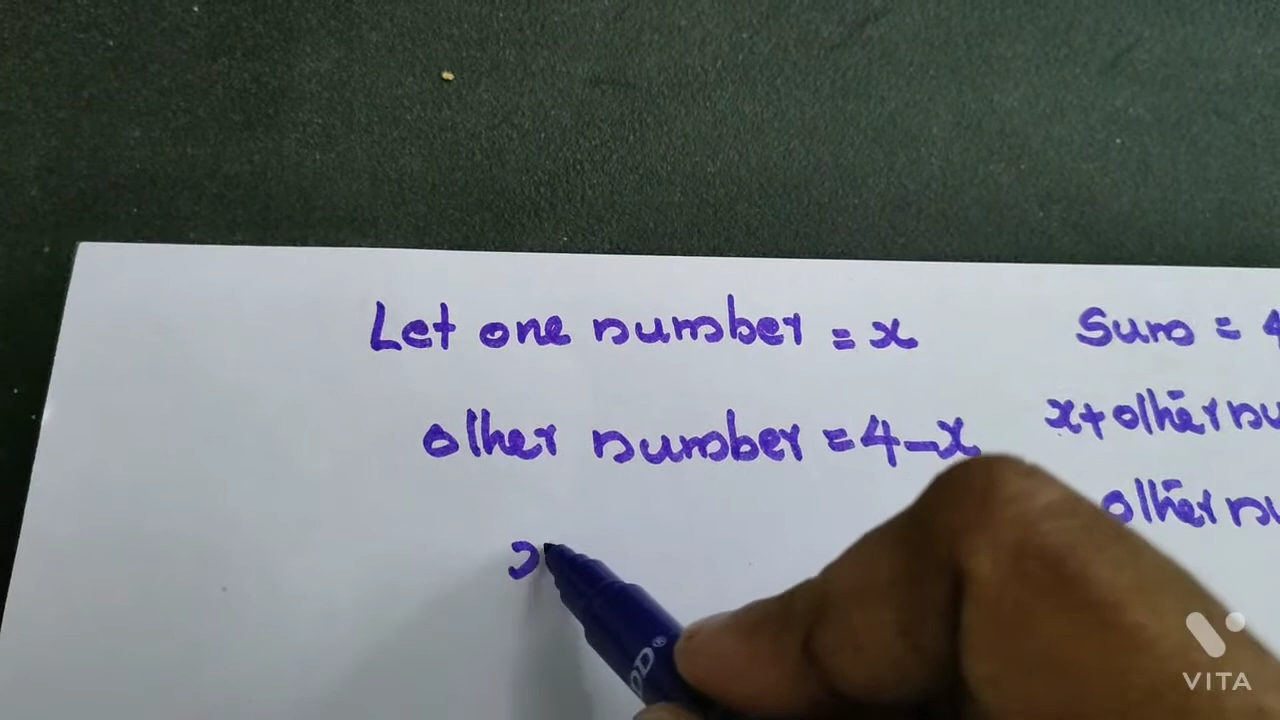 Let one number = x
Sum = 4
other number = 4-x
x+other nu
other nu
x
VITA